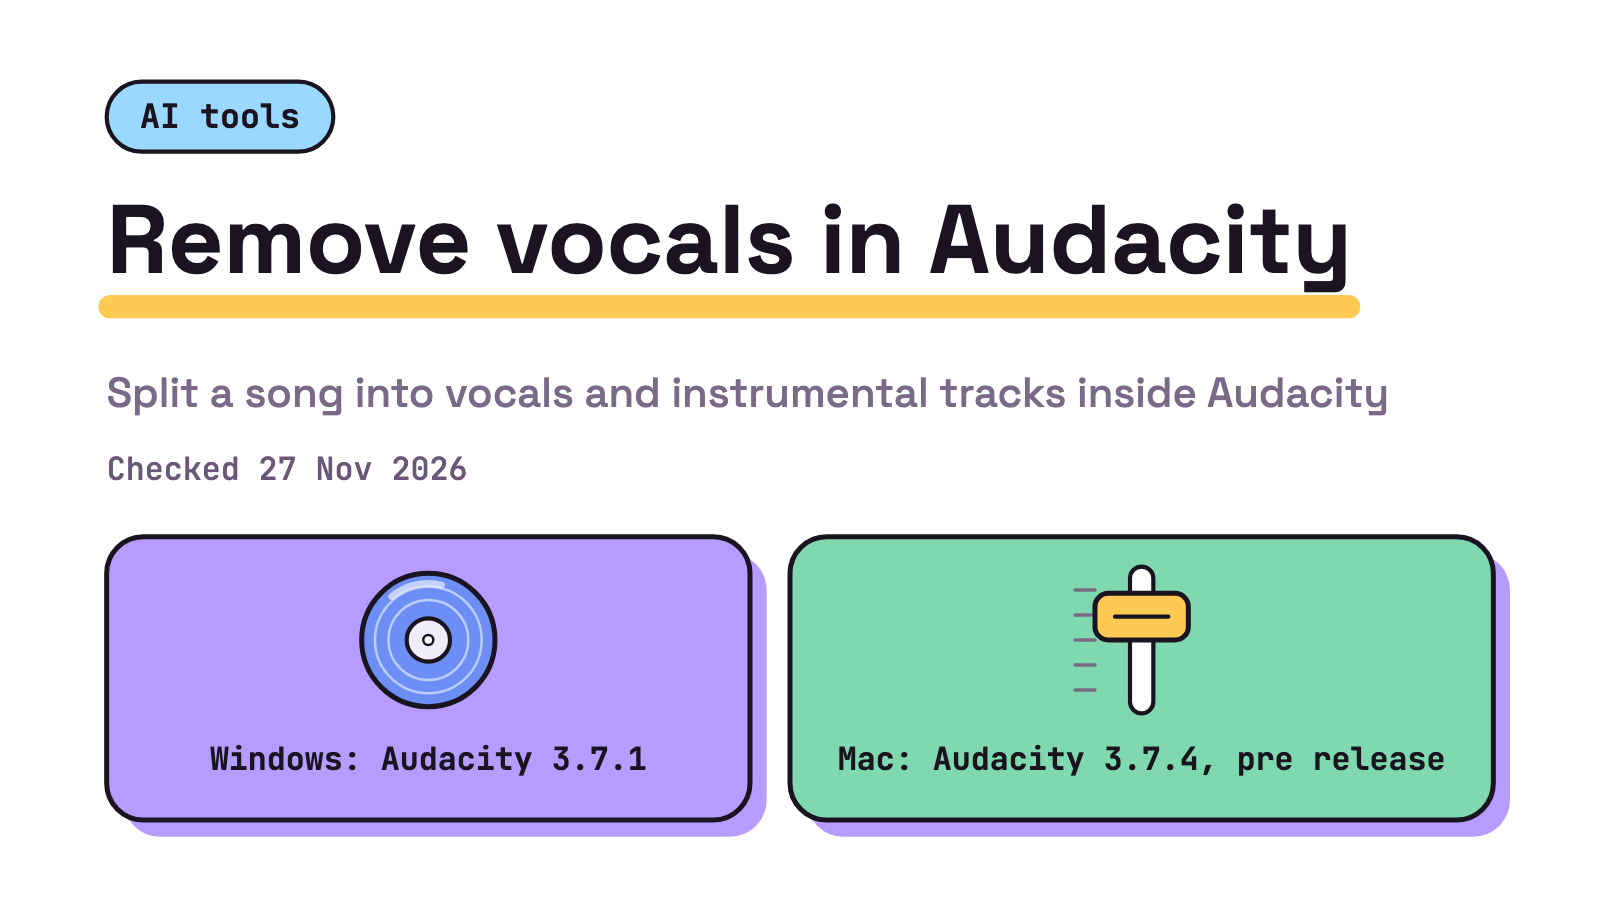 AI tools
Remove vocals in Audacity
Split a song into vocals and instrumental tracks inside Audacity
Checked 27 Nov 2026
Windows: Audacity 3.7.1
Mac: Audacity 3.7.4, pre release